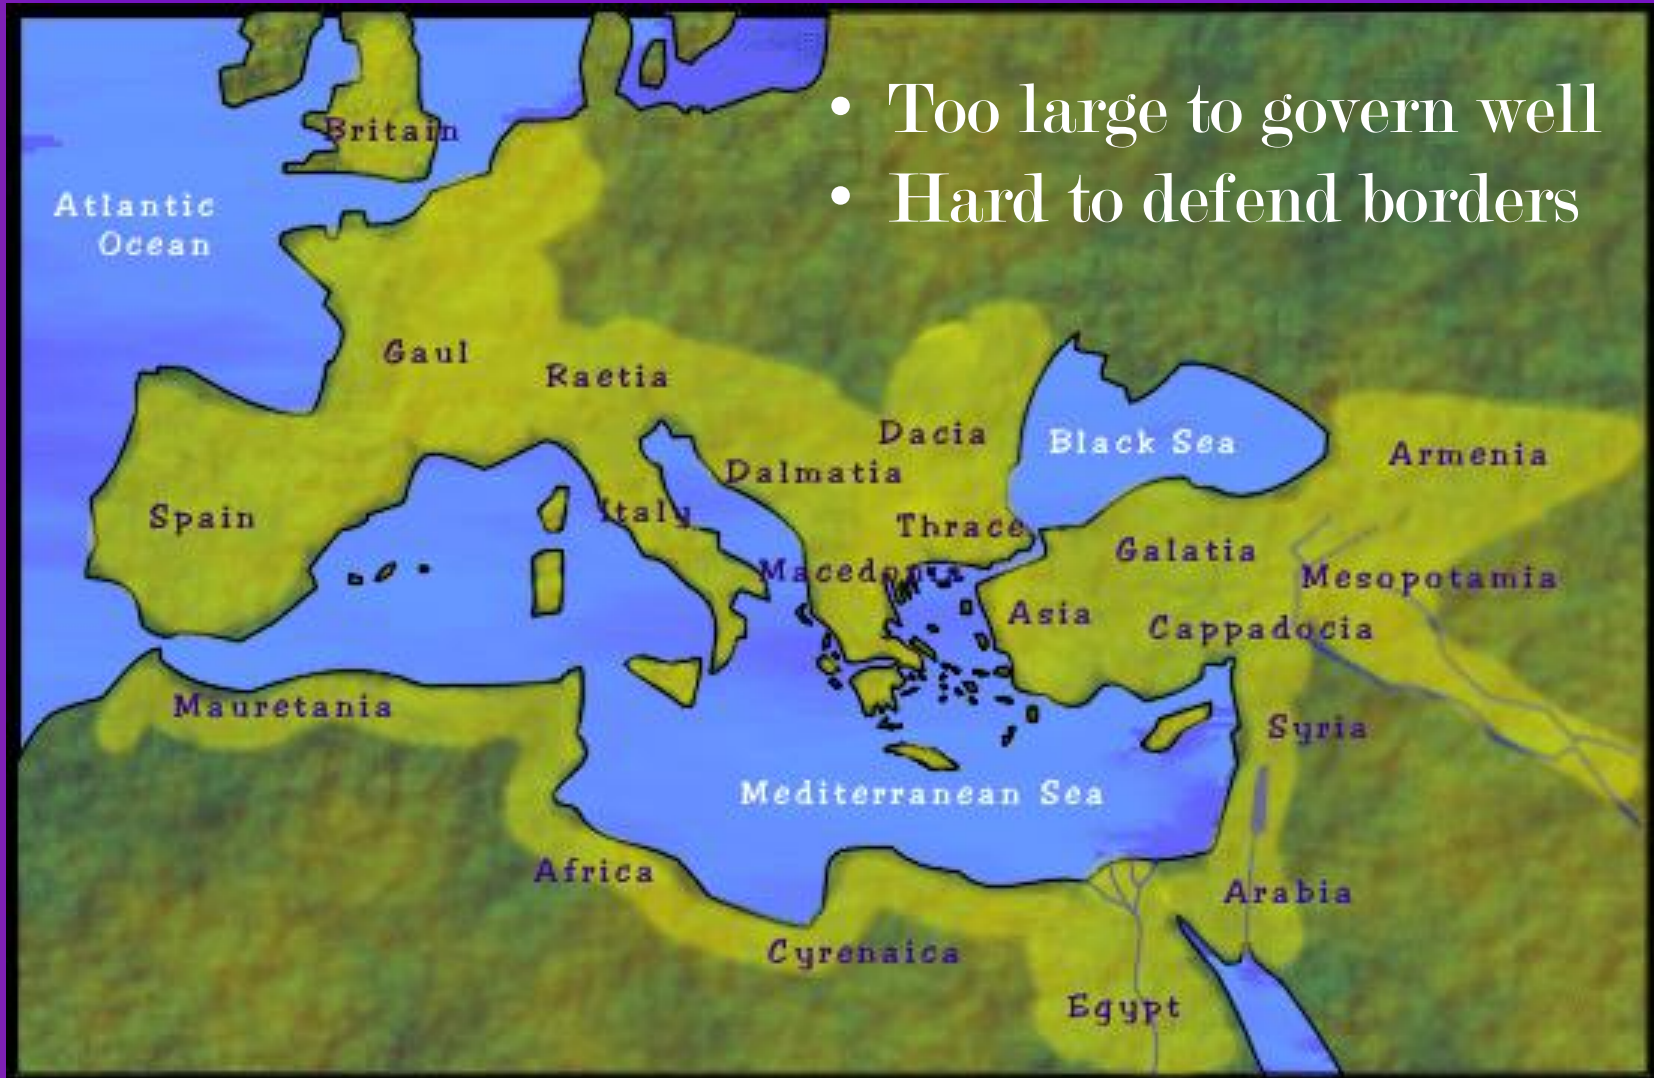 • Too large to govern well
• Hard to defend borders
Britain
Atlantic
Ocean
Gaul
Raetia
Dacia
Black Sea
Armenia
Dalmatia
Spain
Italy
Thrace
Galatia
Macedonia
Mesopotamia
Asia
Cappadocia
Mauretania
Syria
Mediterranean Sea
Africa
Arabia
Cyrenaica
Egypt